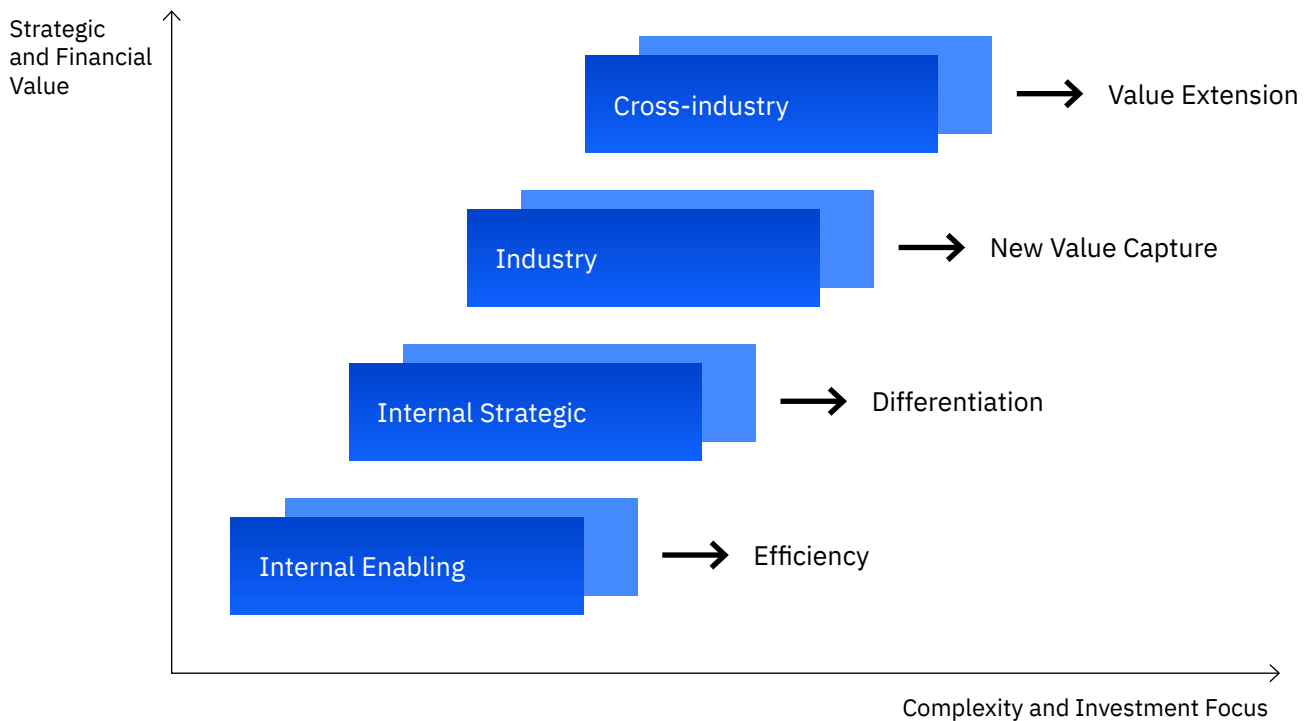 Strategic
and Financial
Value
Cross-industry
Value Extension
Industry
New Value Capture
Internal Strategic
Differentiation
Internal Enabling
Efficiency
Complexity and Investment Focus